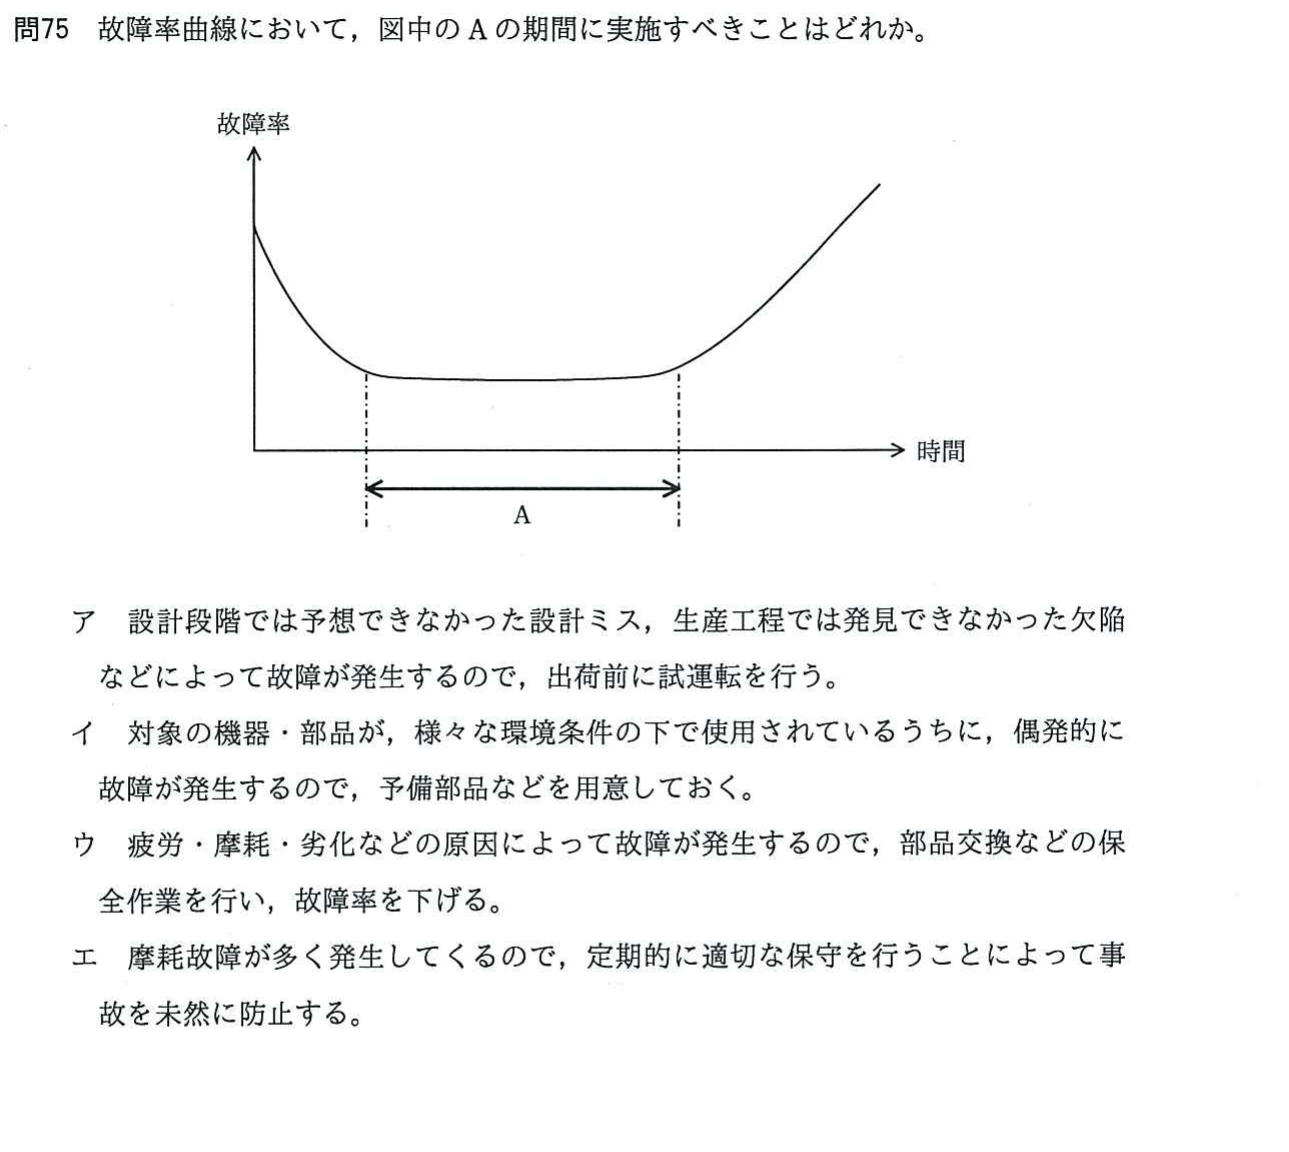 問75 故障率曲線において，図中の A の期間に実施すべきことはどれか。
故障率
時間
A
ア 設計段階では予想できなかった設計ミス，生産工程では発見できなかった欠陥
などによって故障が発生するので，出荷前に試運転を行う。
イ 対象の機器・部品が，様々な環境条件の下で使用されているうちに，偶発的に
故障が発生するので，予備部品などを用意しておく。
ウ 疲労・摩耗・劣化などの原因によって故障が発生するので，部品交換などの保
全作業を行い，故障率を下げる。
エ 摩耗故障が多く発生してくるので，定期的に適切な保守を行うことによって事
故を未然に防止する。